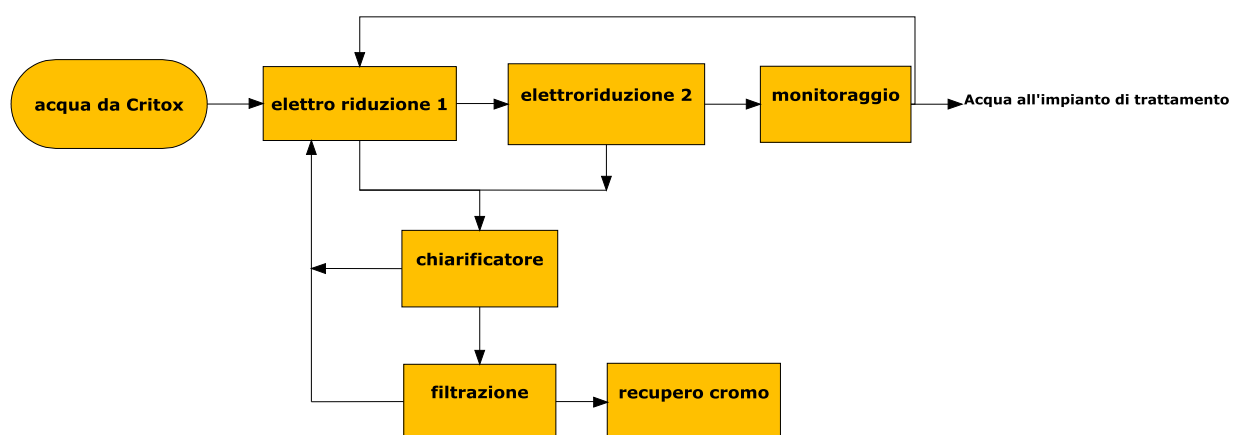 acqua da Critox
elettro riduzione 1
elettroriduzione 2
monitoraggio
Acqua all'impianto di trattamento
chiarificatore
filtrazione
recupero cromo